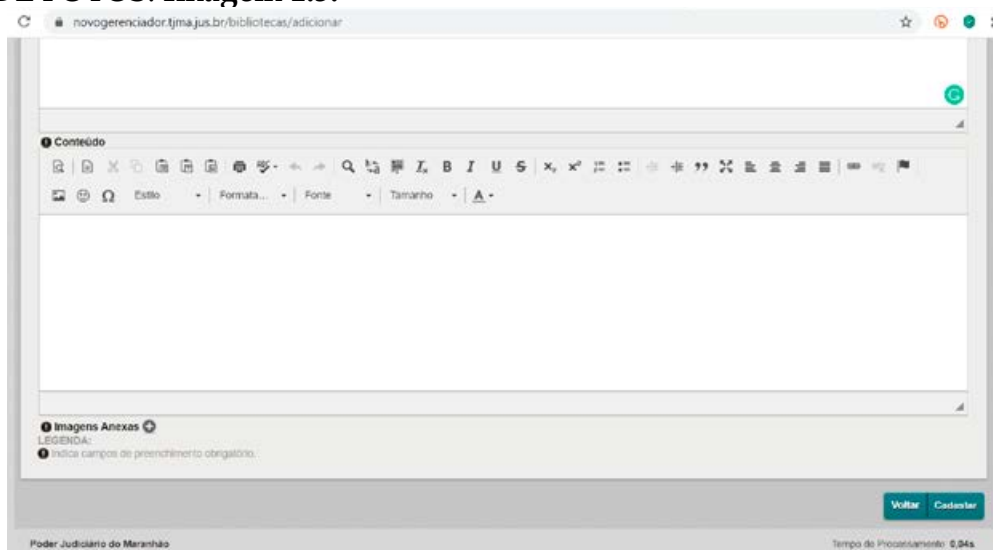 novogerenciador.tjma.jus.br/bibliotecas/adicionar
Conteúdo
Estilo Formata... Fonte Tamanho A
Imagens Anexas
LEGENDA:
Indica campos de preenchimento obrigatório.
Voltar Cadastar
Poder Judiciário do Maranhão Tempo de Processamento: 0,04s